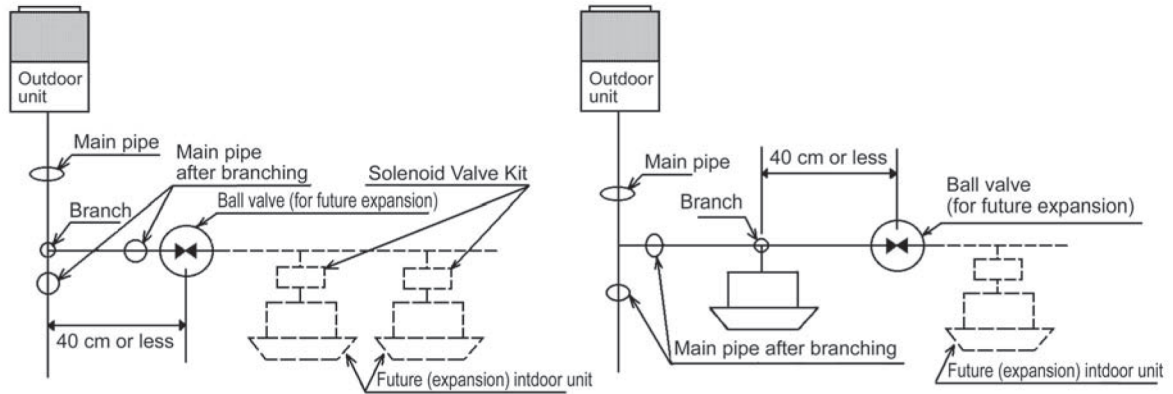 Outdoor
unit
Main pipe
Main pipe
after branching
Solenoid Valve Kit
Ball valve (for future expansion)
Branch
40 cm or less
Future (expansion) intdoor unit
Outdoor
unit
Main pipe
40 cm or less
Branch
Ball valve
(for future expansion)
Main pipe after branching
Future (expansion) intdoor unit